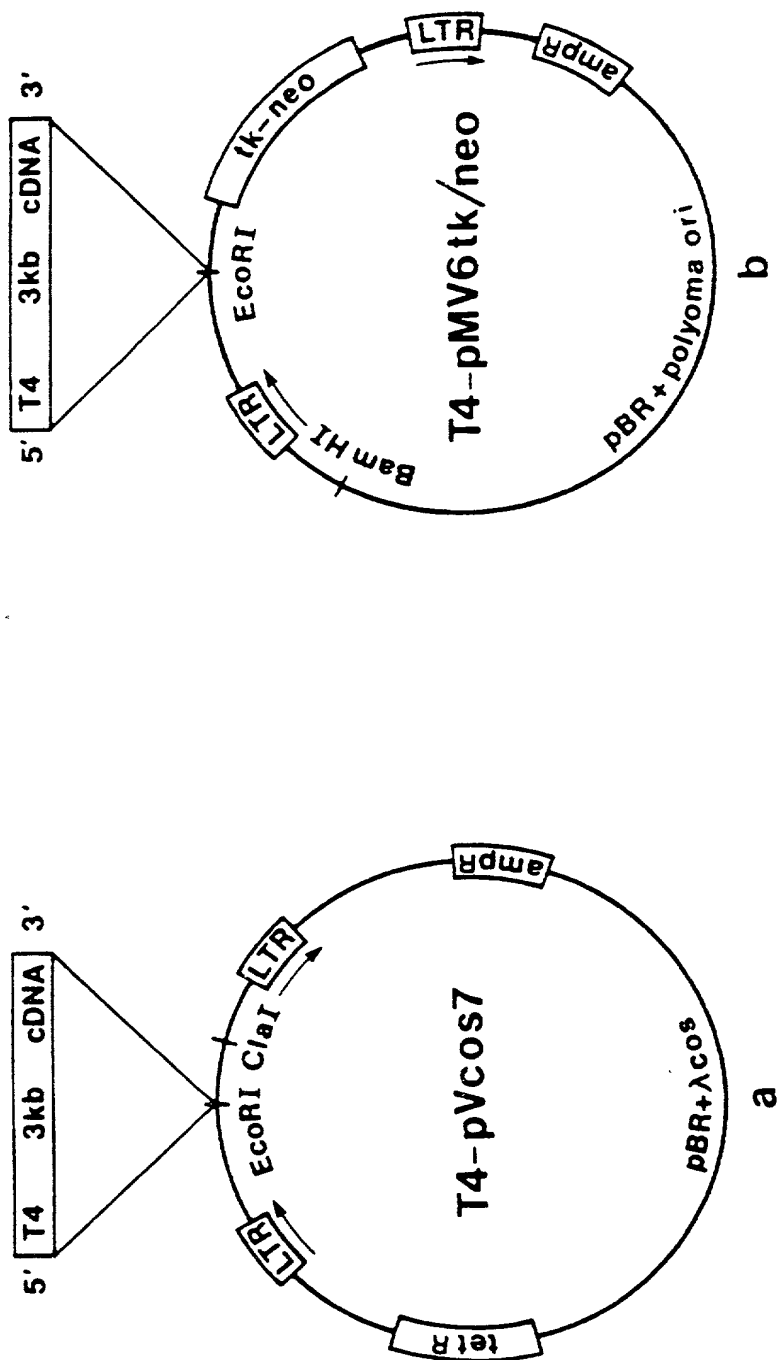 5′ T4 3kb cDNA 3′
LTR
EcoRI
ClaI
LTR
tetR
ampR
T4-pVcos7
pBR+λcos
a
5′ T4 3kb cDNA 3′
LTR
EcoRI
tk-neo
LTR
BamHI
ampR
T4-pMV6tk/neo
pBR+polyoma ori
b